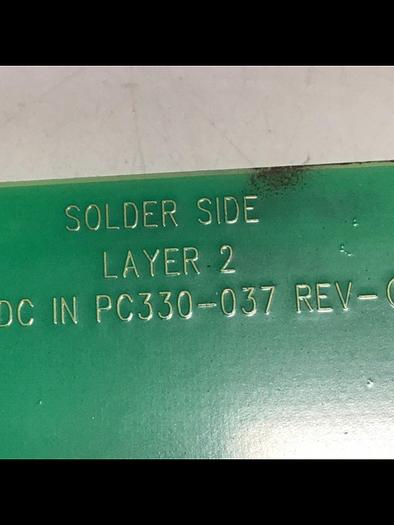 SOLDER SIDE
LAYER 2
DC IN PC330-037 REV-